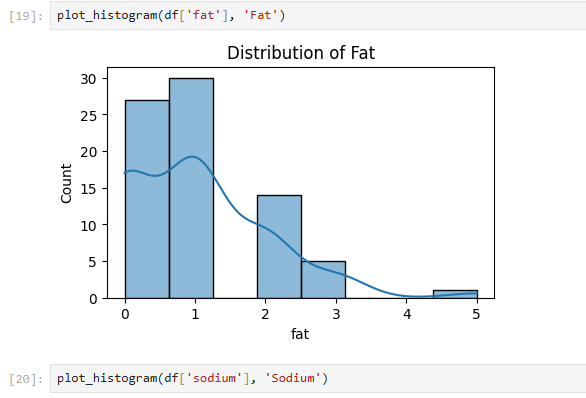 [19]: plot_histogram(df['fat'], 'Fat')
Distribution of Fat
30
25
20
15
10
5
0
Count
0 1 2 3 4 5
fat
[20]: plot_histogram(df['sodium'], 'Sodium')